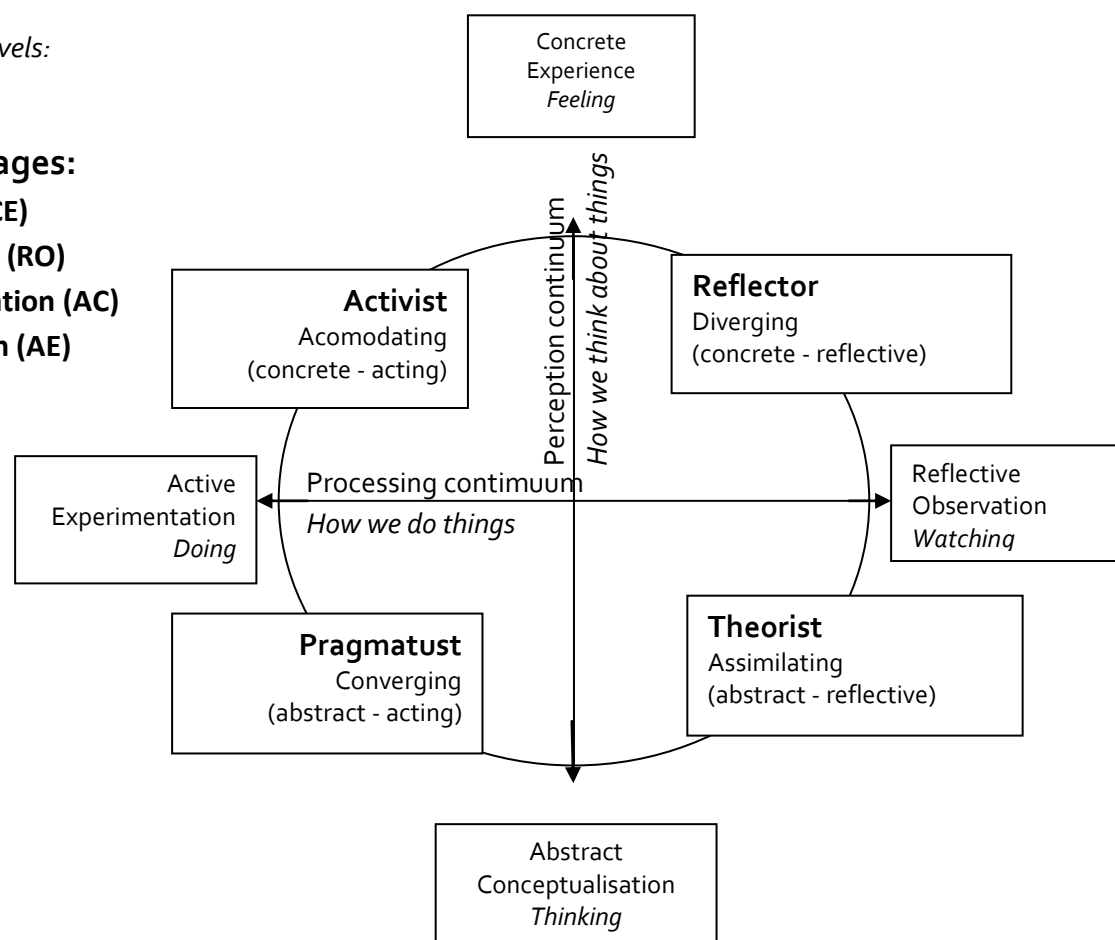 vels:
ages:
CE)
(RO)
ation (AC)
n (AE)
Concrete
Experience
Feeling
Perception continuum
How we think about things
Activist
Acomodating
(concrete - acting)
Reflector
Diverging
(concrete - reflective)
Active
Experimentation
Doing
Processing contimuum
How we do things
Reflective
Observation
Watching
Pragmatust
Converging
(abstract - acting)
Theorist
Assimilating
(abstract - reflective)
Abstract
Conceptualisation
Thinking